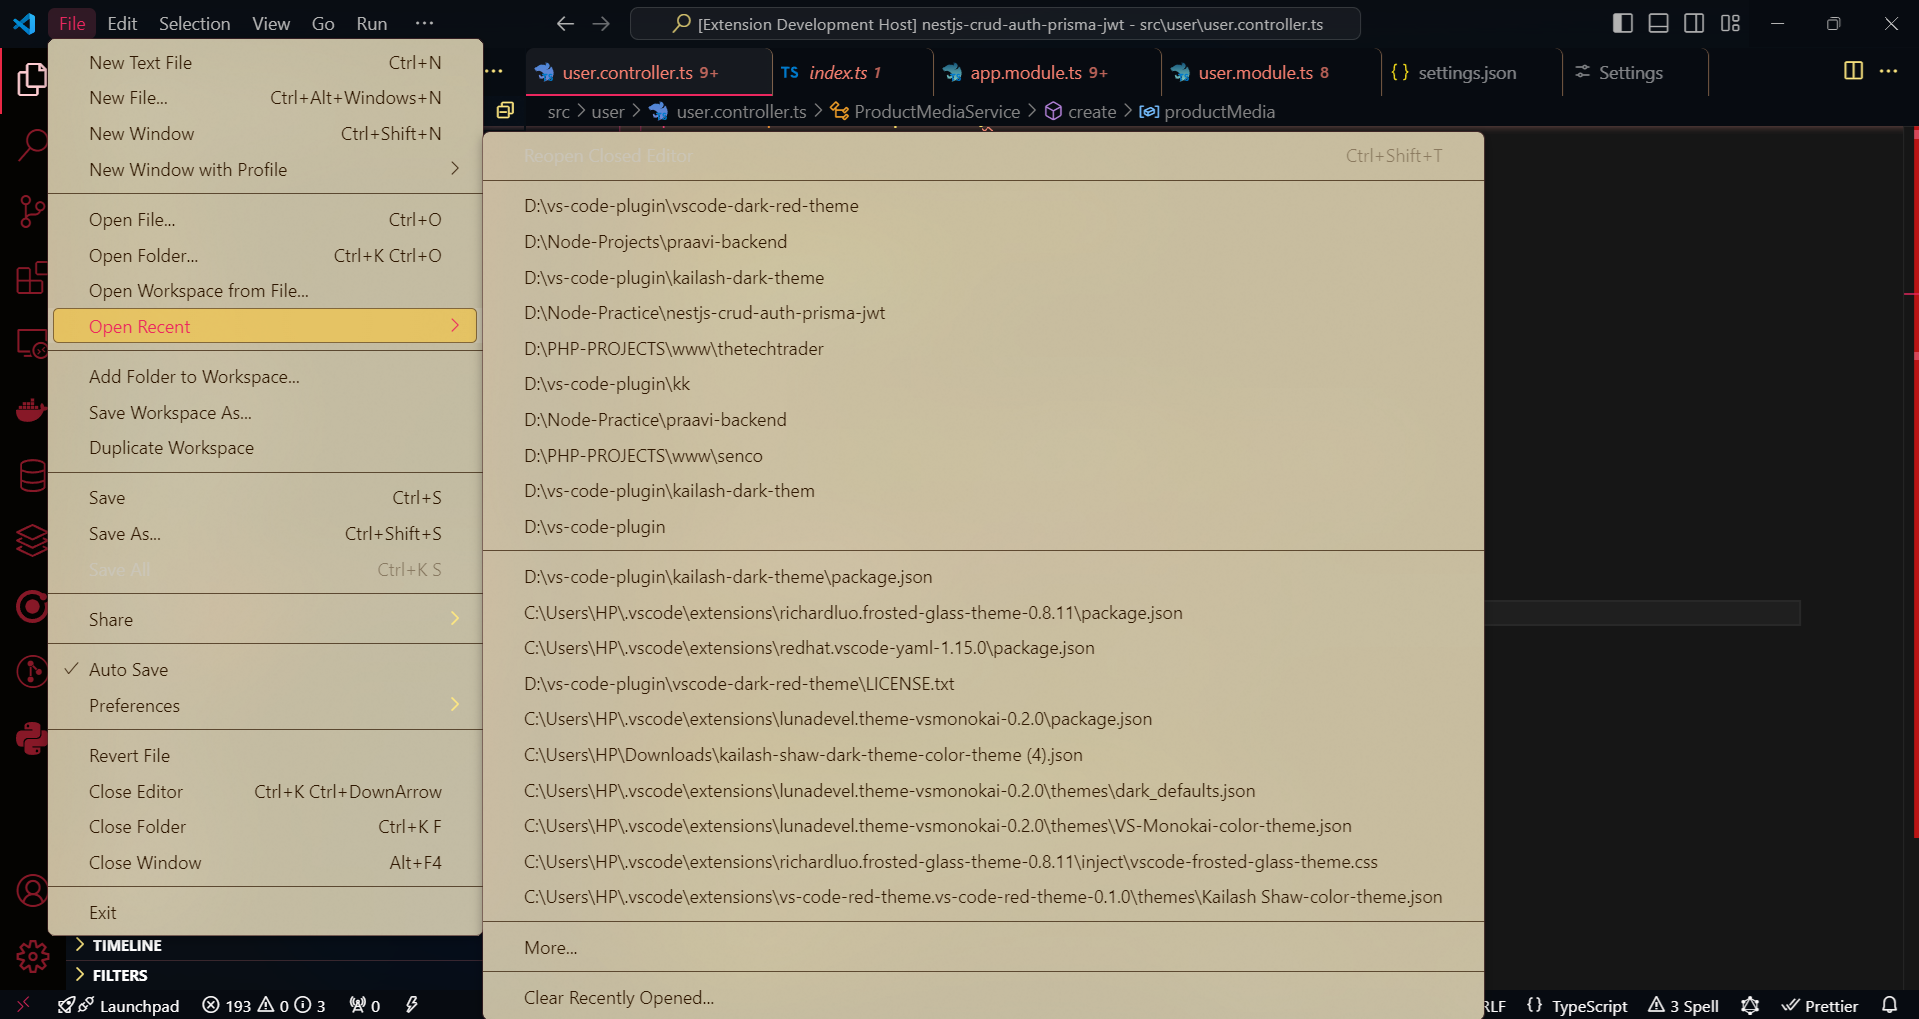 File Edit Selection View Go Run ···
[Extension Development Host] nestjs-crud-auth-prisma-jwt - src\user\user.controller.ts
user.controller.ts 9+
TS index.ts 1
app.module.ts 9+
user.module.ts 8
{} settings.json
Settings
src > user > user.controller.ts > ProductMediaService > create > productMedia
New Text File Ctrl+N
New File... Ctrl+Alt+Windows+N
New Window Ctrl+Shift+N
New Window with Profile
Open File... Ctrl+O
Open Folder... Ctrl+K Ctrl+O
Open Workspace from File...
Open Recent
Add Folder to Workspace...
Save Workspace As...
Duplicate Workspace
Save Ctrl+S
Save As... Ctrl+Shift+S
Save All Ctrl+K S
Share
Auto Save
Preferences
Revert File
Close Editor Ctrl+K Ctrl+DownArrow
Close Folder Ctrl+K F
Close Window Alt+F4
Exit
Reopen Closed Editor Ctrl+Shift+T
D:\vs-code-plugin\vscode-dark-red-theme
D:\Node-Projects\praavi-backend
D:\vs-code-plugin\kailash-dark-theme
D:\Node-Practice\nestjs-crud-auth-prisma-jwt
D:\PHP-PROJECTS\www\thetechtrader
D:\vs-code-plugin\kk
D:\Node-Practice\praavi-backend
D:\PHP-PROJECTS\www\senco
D:\vs-code-plugin\kailash-dark-them
D:\vs-code-plugin
D:\vs-code-plugin\kailash-dark-theme\package.json
C:\Users\HP\.vscode\extensions\richardluo.frosted-glass-theme-0.8.11\package.json
C:\Users\HP\.vscode\extensions\redhat.vscode-yaml-1.15.0\package.json
D:\vs-code-plugin\vscode-dark-red-theme\LICENSE.txt
C:\Users\HP\.vscode\extensions\lunadevel.theme-vsmonokai-0.2.0\package.json
C:\Users\HP\Downloads\kailash-shaw-dark-theme-color-theme (4).json
C:\Users\HP\.vscode\extensions\lunadevel.theme-vsmonokai-0.2.0\themes\dark_defaults.json
C:\Users\HP\.vscode\extensions\lunadevel.theme-vsmonokai-0.2.0\themes\VS-Monokai-color-theme.json
C:\Users\HP\.vscode\extensions\richardluo.frosted-glass-theme-0.8.11\inject\vscode-frosted-glass-theme.css
C:\Users\HP\.vscode\extensions\vs-code-red-theme.vs-code-red-theme-0.1.0\themes\Kailash Shaw-color-theme.json
More...
Clear Recently Opened...
TIMELINE
FILTERS
Launchpad 193 0 3 0
RLF {} TypeScript 3 Spell Prettier